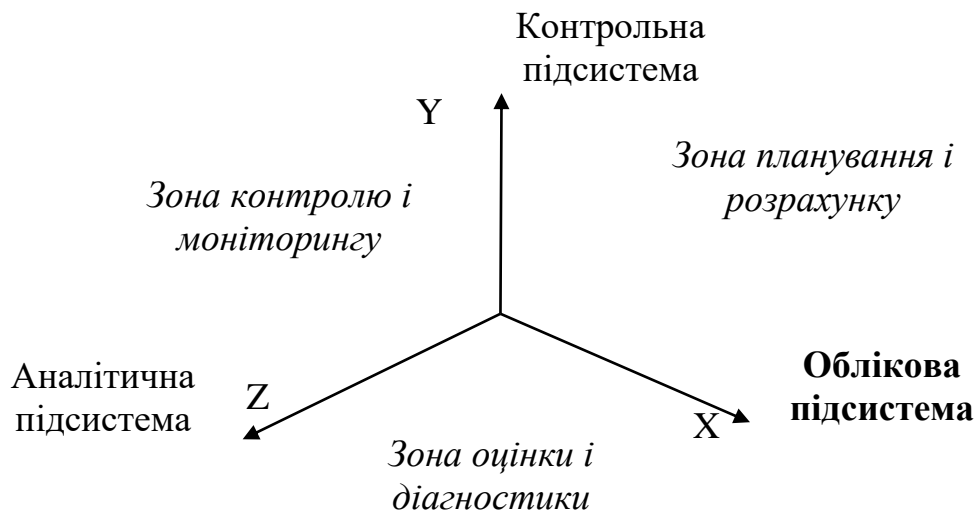 Контрольна
підсистема
Y
Зона планування і
розрахунку
Зона контролю і
моніторингу
Аналітична
підсистема
Z
Облікова
підсистема
X
Зона оцінки і
діагностики